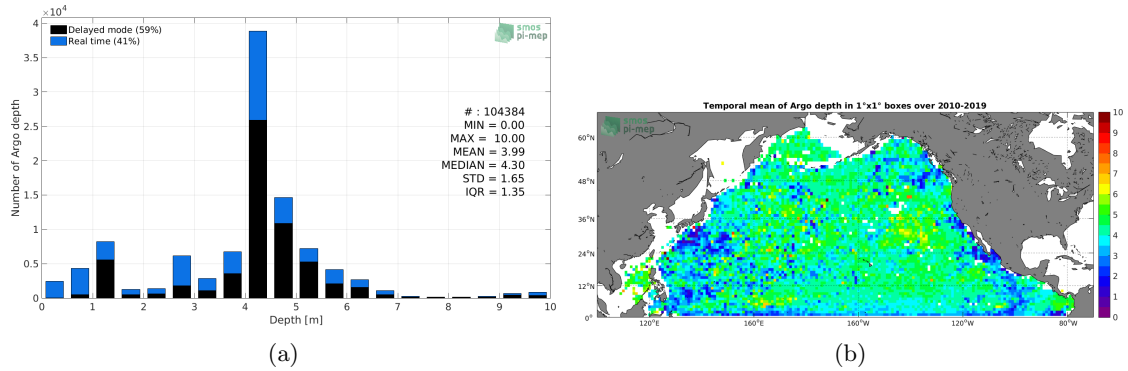 ×10⁴
4
3.5
3
2.5
2
1.5
1
0.5
0
Number of Argo depth
Delayed mode (59%)
Real time (41%)
smos
pi-mep
# : 104384
MIN = 0.00
MAX = 10.00
MEAN = 3.99
MEDIAN = 4.30
STD = 1.65
IQR = 1.35
0 1 2 3 4 5 6 7 8 9 10
Depth [m]
(a)
Temporal mean of Argo depth in 1°x1° boxes over 2010-2019
smos
pi-mep
60°N
48°N
36°N
24°N
12°N
0°
120°E 160°E 160°W 120°W 80°W
10
9
8
7
6
5
4
3
2
1
0
(b)